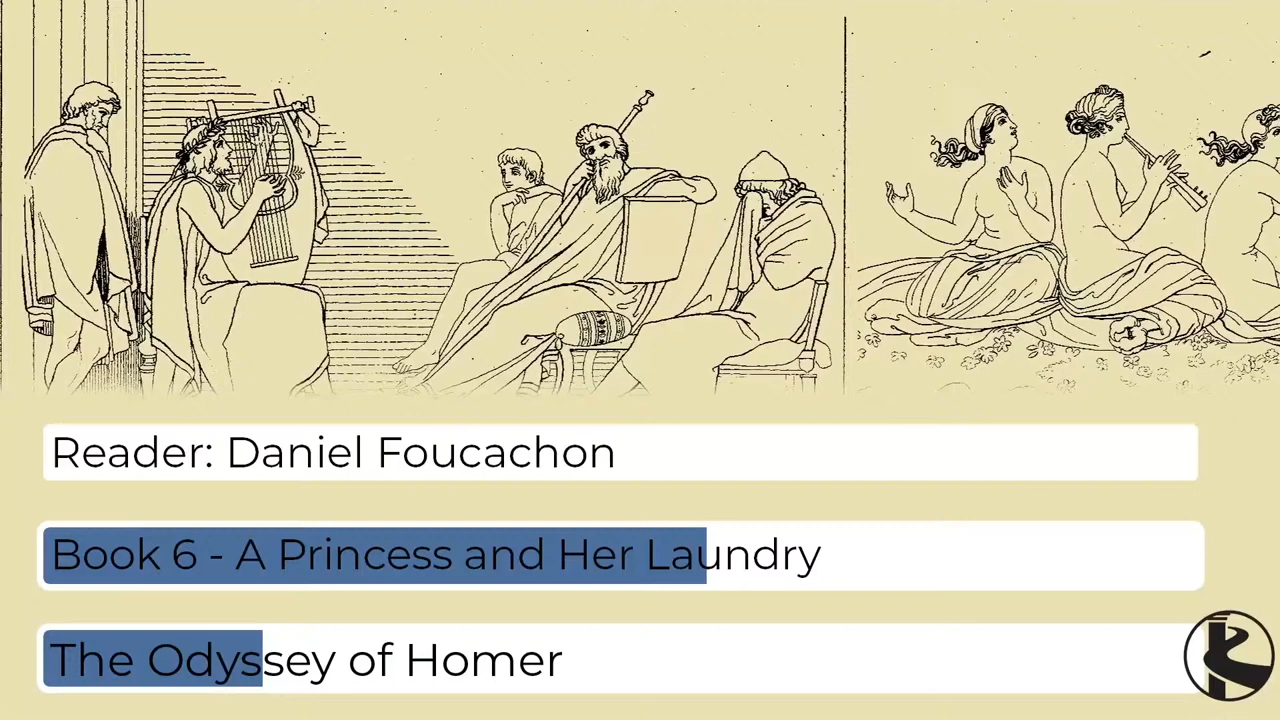 Reader: Daniel Foucachon
Book 6 - A Princess and Her Laundry
The Odyssey of Homer